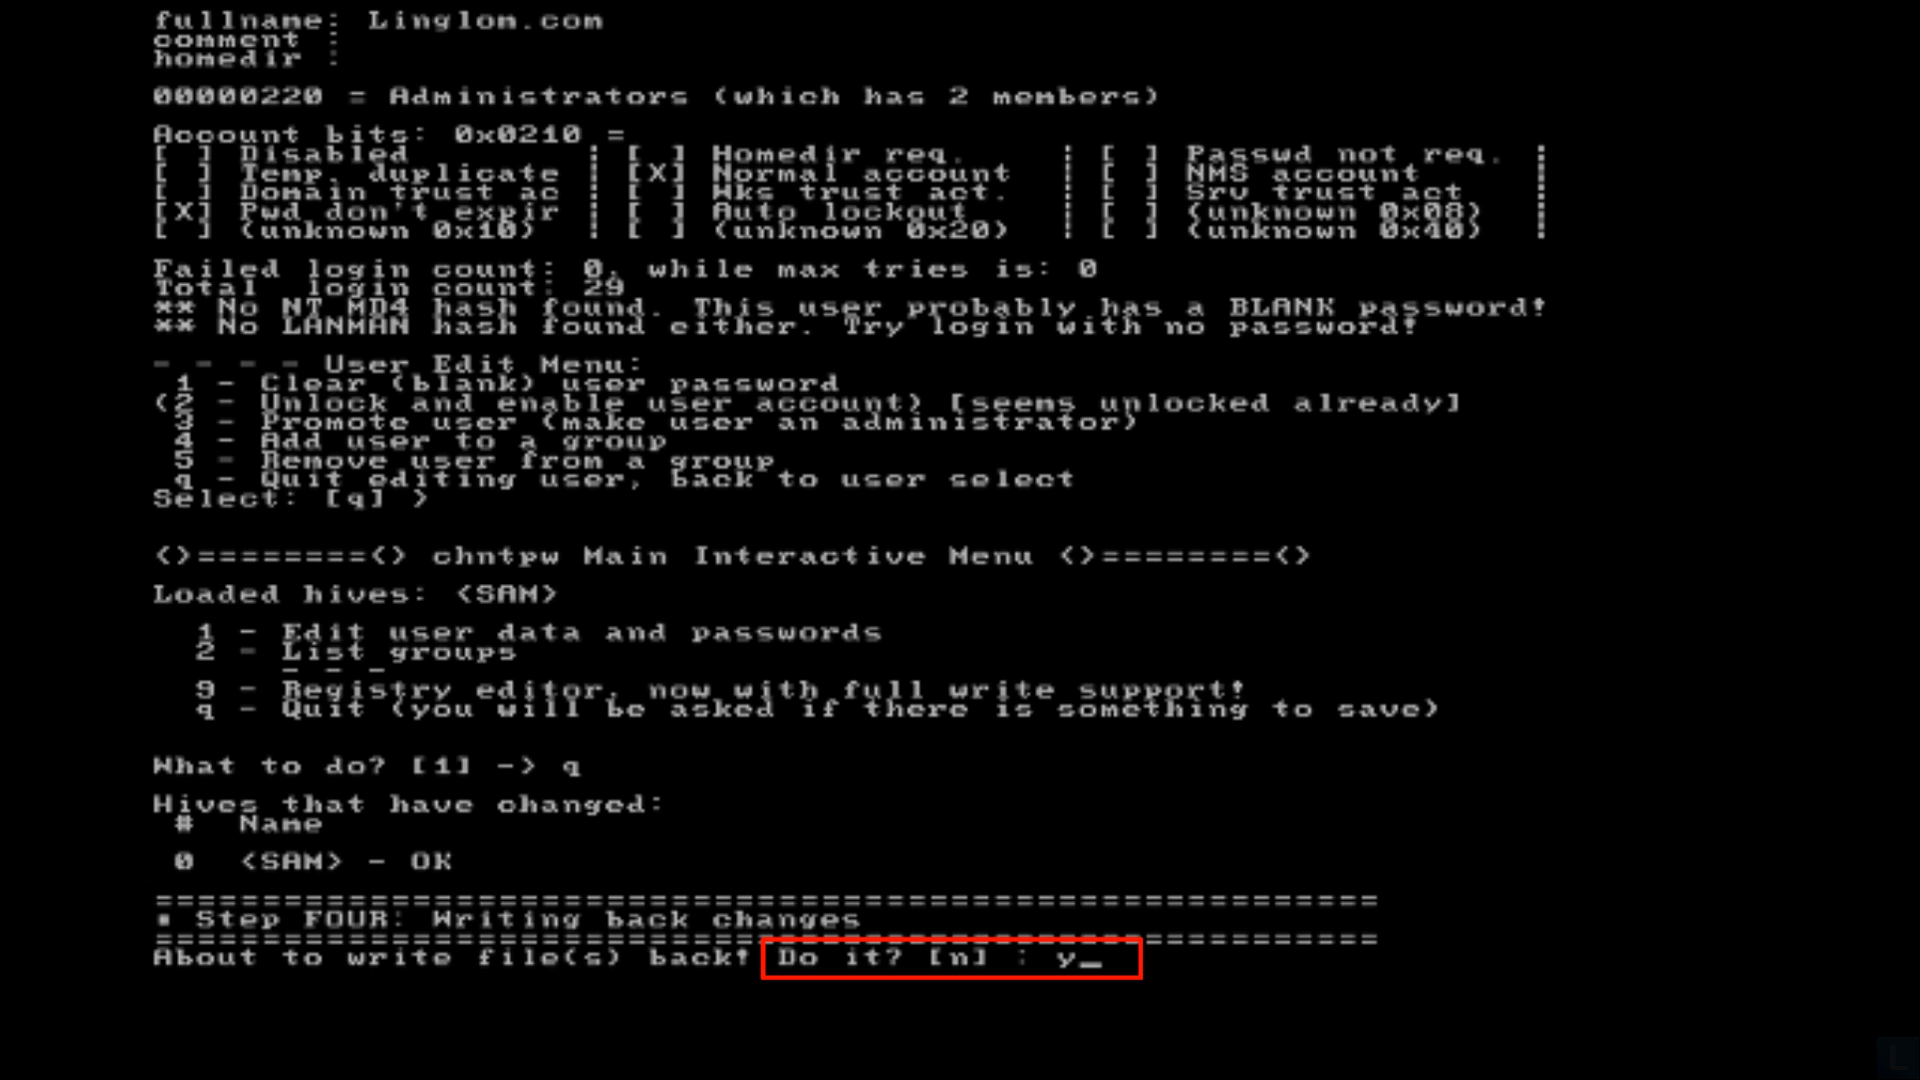 fullname: Linglom.com
comment :
homedir :
00000220 = Administrators (which has 2 members)
Account bits: 0x0210 =
[ ] Disabled | [ ] Homedir req. | [ ] Passwd not req. |
[ ] Temp. duplicate | [X] Normal account | [ ] NMS account |
[ ] Domain trust ac | [ ] Wks trust act. | [ ] Srv trust act |
[X] Pwd don't expir | [ ] Auto lockout | [ ] (unknown 0x08) |
[ ] (unknown 0x10) | [ ] (unknown 0x20) | [ ] (unknown 0x40) |
Failed login count: 0, while max tries is: 0
Total login count: 29
** No NT MD4 hash found. This user probably has a BLANK password!
** No LANMAN hash found either. Try login with no password!
- - - - User Edit Menu:
1 - Clear (blank) user password
(2 - Unlock and enable user account) [seems unlocked already]
3 - Promote user (make user an administrator)
4 - Add user to a group
5 - Remove user from a group
q - Quit editing user, back to user select
Select: [q] >
<>========<> chntpw Main Interactive Menu <>========<>
Loaded hives: <SAM>
1 - Edit user data and passwords
2 - List groups
- - -
9 - Registry editor, now with full write support!
q - Quit (you will be asked if there is something to save)
What to do? [1] -> q
Hives that have changed:
# Name
0 <SAM> - OK
=========================================================
▪ Step FOUR: Writing back changes
=========================================================
About to write file(s) back! Do it? [n] : y_